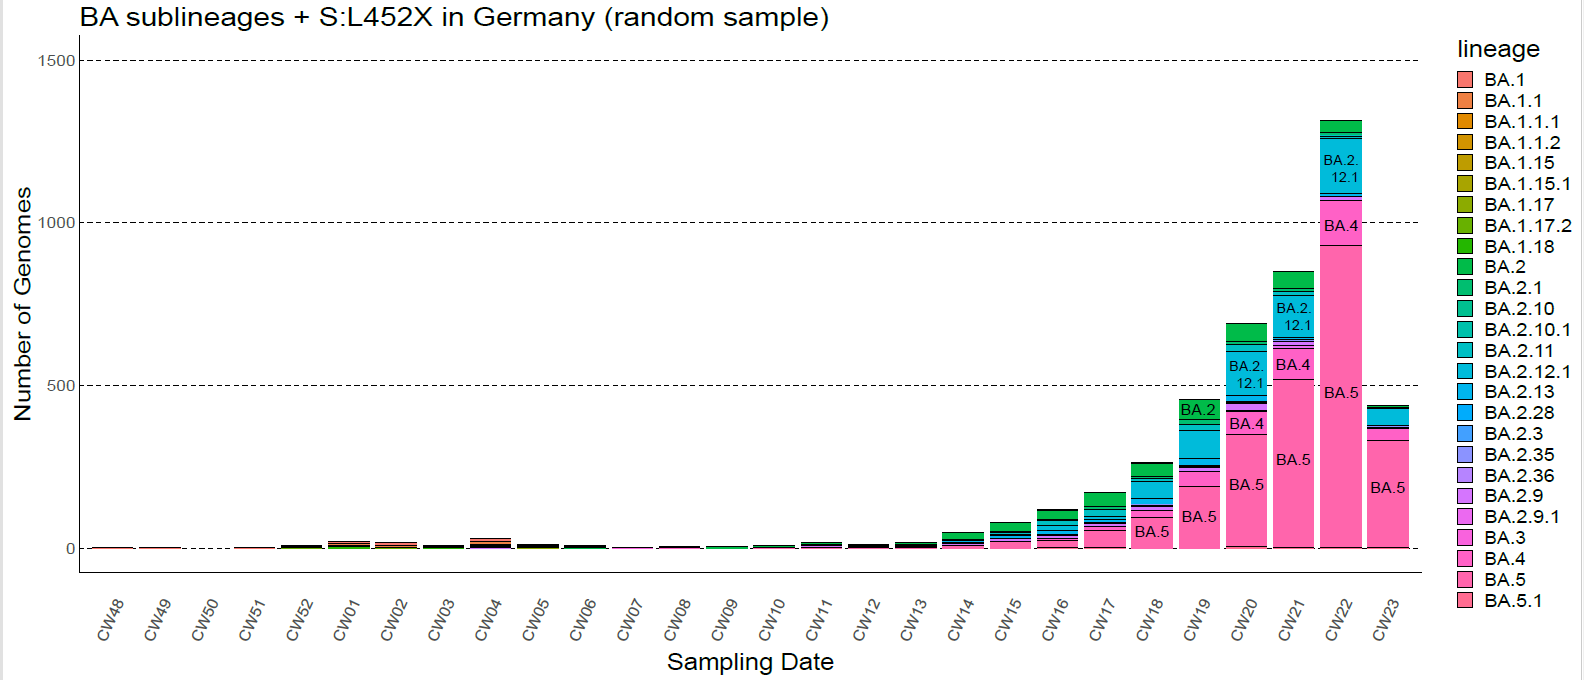 BA sublineages + S:L452X in Germany (random sample)
1500
1000
500
0
Number of Genomes
BA.5
BA.2
BA.5
BA.2.
12.1
BA.4
BA.5
BA.2.
12.1
BA.4
BA.5
BA.2.
12.1
BA.4
BA.5
BA.5
CW48
CW49
CW50
CW51
CW52
CW01
CW02
CW03
CW04
CW05
CW06
CW07
CW08
CW09
CW10
CW11
CW12
CW13
CW14
CW15
CW16
CW17
CW18
CW19
CW20
CW21
CW22
CW23
Sampling Date
lineage
BA.1
BA.1.1
BA.1.1.1
BA.1.1.2
BA.1.15
BA.1.15.1
BA.1.17
BA.1.17.2
BA.1.18
BA.2
BA.2.1
BA.2.10
BA.2.10.1
BA.2.11
BA.2.12.1
BA.2.13
BA.2.28
BA.2.3
BA.2.35
BA.2.36
BA.2.9
BA.2.9.1
BA.3
BA.4
BA.5
BA.5.1